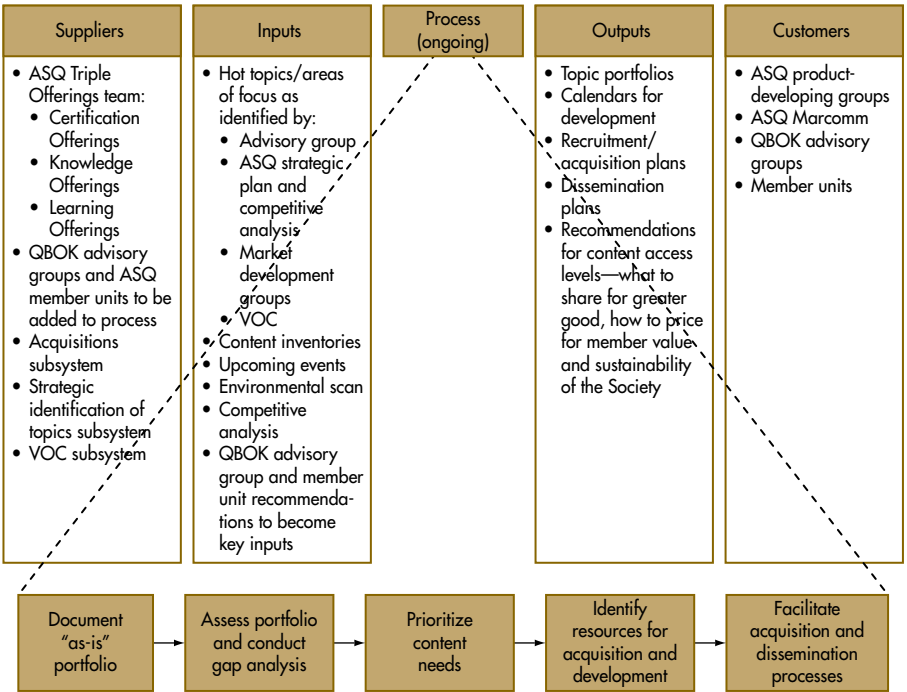 Suppliers
• ASQ Triple
Offerings team:
• Certification
Offerings
• Knowledge
Offerings
• Learning
Offerings
• QBOK advisory
groups and ASQ
member units to be
added to process
• Acquisitions
subsystem
• Strategic
identification of
topics subsystem
• VOC subsystem
Inputs
• Hot topics/areas
of focus as
identified by:
• Advisory group
• ASQ strategic
plan and
competitive
analysis
• Market
development
groups
• VOC
• Content inventories
• Upcoming events
• Environmental scan
• Competitive
analysis
• QBOK advisory
group and member
unit recommenda-
tions to become
key inputs
Process
(ongoing)
Outputs
• Topic portfolios
• Calendars for
development
• Recruitment/
acquisition plans
• Dissemination
plans
• Recommendations
for content access
levels—what to
share for greater
good, how to price
for member value
and sustainability
of the Society
Customers
• ASQ product-
developing groups
• ASQ Marcomm
• QBOK advisory
groups
• Member units
Document
“as-is”
portfolio
Assess portfolio
and conduct
gap analysis
Prioritize
content
needs
Identify
resources for
acquisition and
development
Facilitate
acquisition and
dissemination
processes